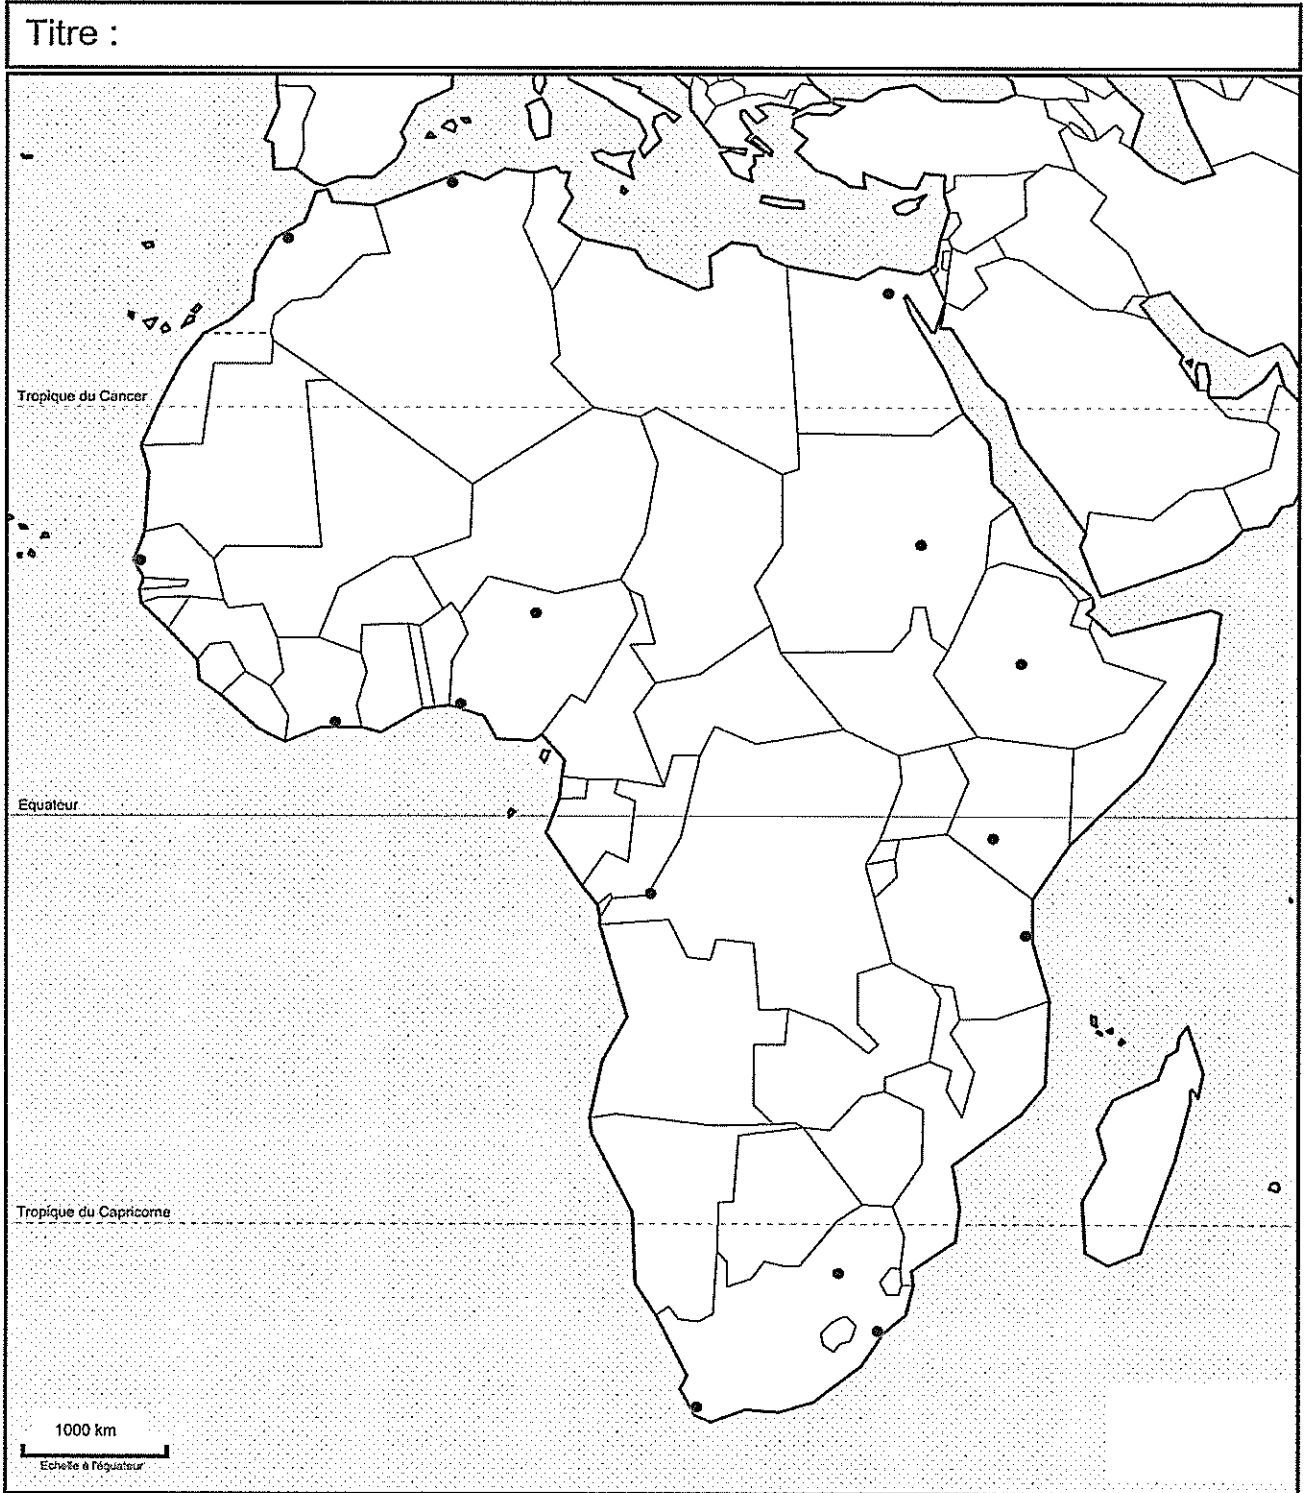 Titre :
Tropique du Cancer
Equateur
Tropique du Capricorne
1000 km
Echelle à l'équateur